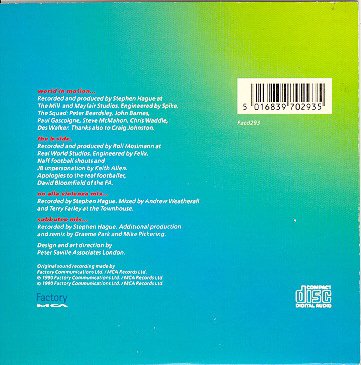 world in motion...
Recorded and produced by Stephen Hague at
The Mill and Mayfair Studios. Engineered by Spike.
The Squad: Peter Beardsley, John Barnes,
Paul Gascoigne, Steve McMahon, Chris Waddle,
Des Walker. Thanks also to Craig Johnston.
the b side...
Recorded and produced by Roli Mosimann at
Real World Studios. Engineered by Felix.
Naff football shouts and
JB impersonation by Keith Allen.
Apologies to the real footballer,
David Bloomfield of the FA.
no alla violenza mix...
Recorded by Stephen Hague. Mixed by Andrew Weatherall
and Terry Farley at the Townhouse.
subbuteo mix...
Recorded by Stephen Hague. Additional production
and remix by Graeme Park and Mike Pickering.
Design and art direction by
Peter Saville Associates London.
Original sound recording made by
Factory Communications Ltd. / MCA Records Ltd.
℗ 1990 Factory Communications Ltd. / MCA Records Ltd.
© 1990 Factory Communications Ltd. / MCA Records Ltd.
Factory
MCA
5 016839 702935
Facd293
COMPACT
disc
DIGITAL AUDIO